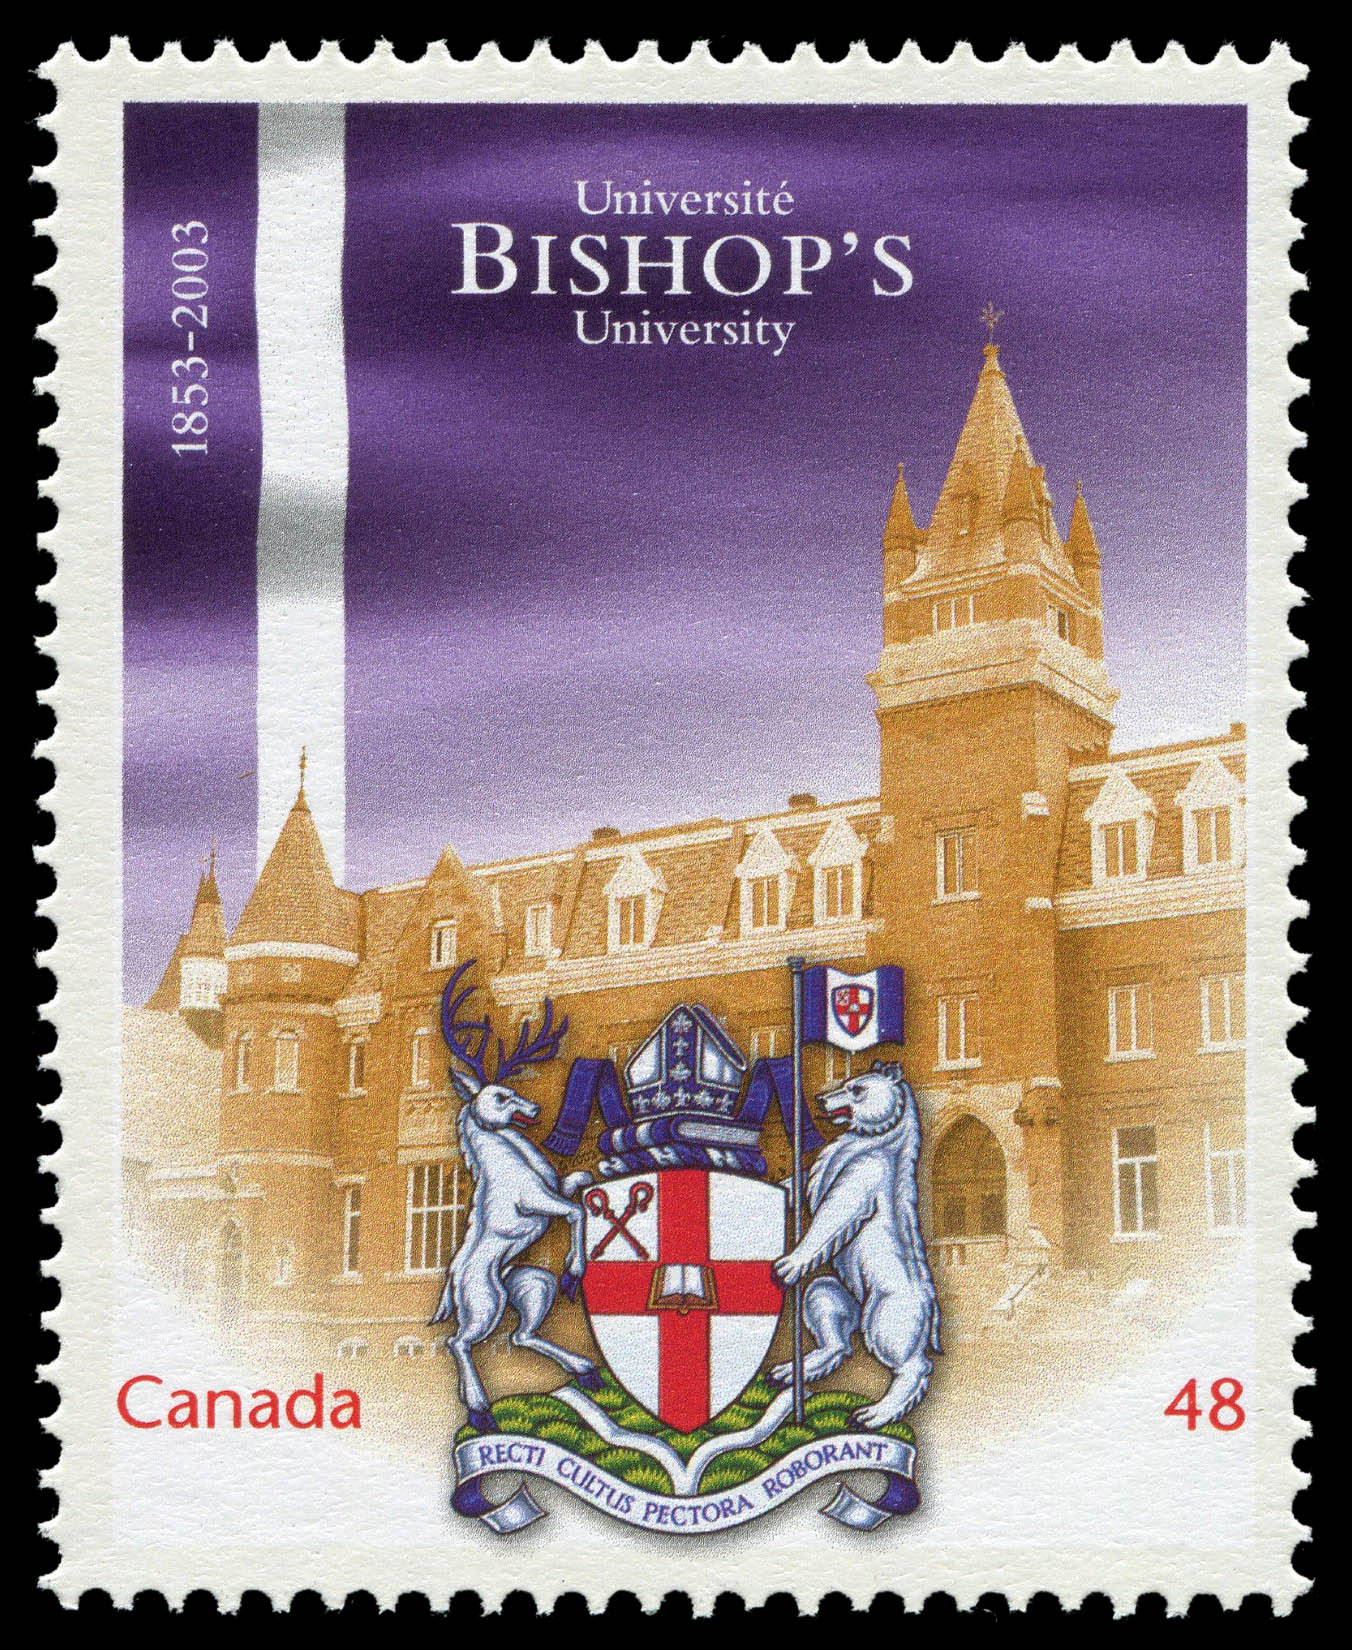 Université
BISHOP'S
University
1853-2003
Canada
48
RECTI CULTUS PECTORA ROBORANT